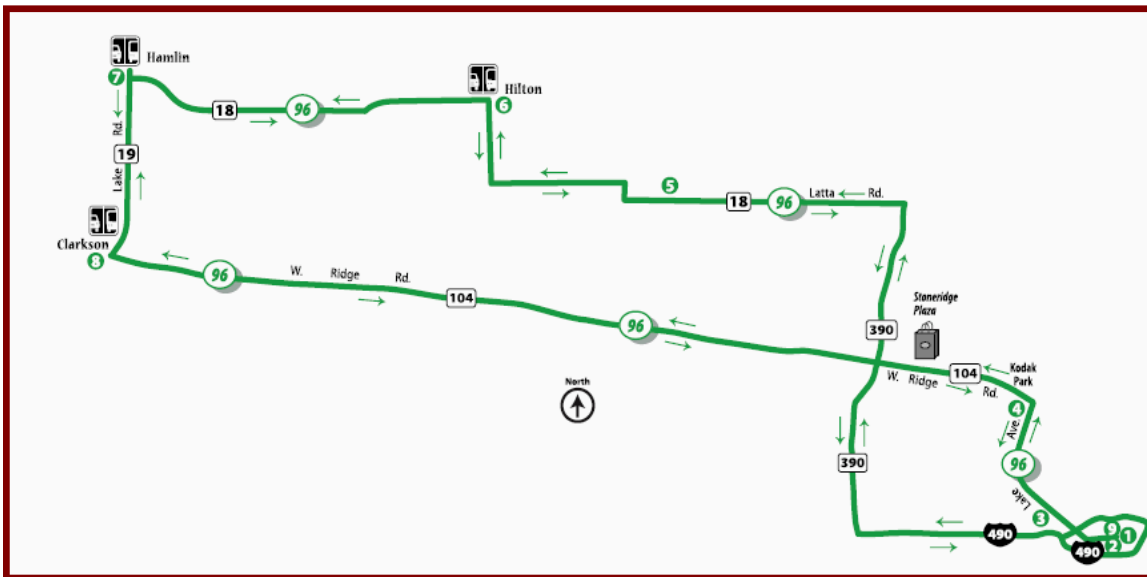 Hamlin
7
18
96
Hilton
6
Rd.
19
Lake
5
18
96
Latta
Rd.
Clarkson
8
96
W. Ridge Rd.
104
96
390
Stoneridge
Plaza
W. Ridge Rd.
104
Kodak
Park
4
North
Ave.
96
390
Lake
3
490
9
1
2
490